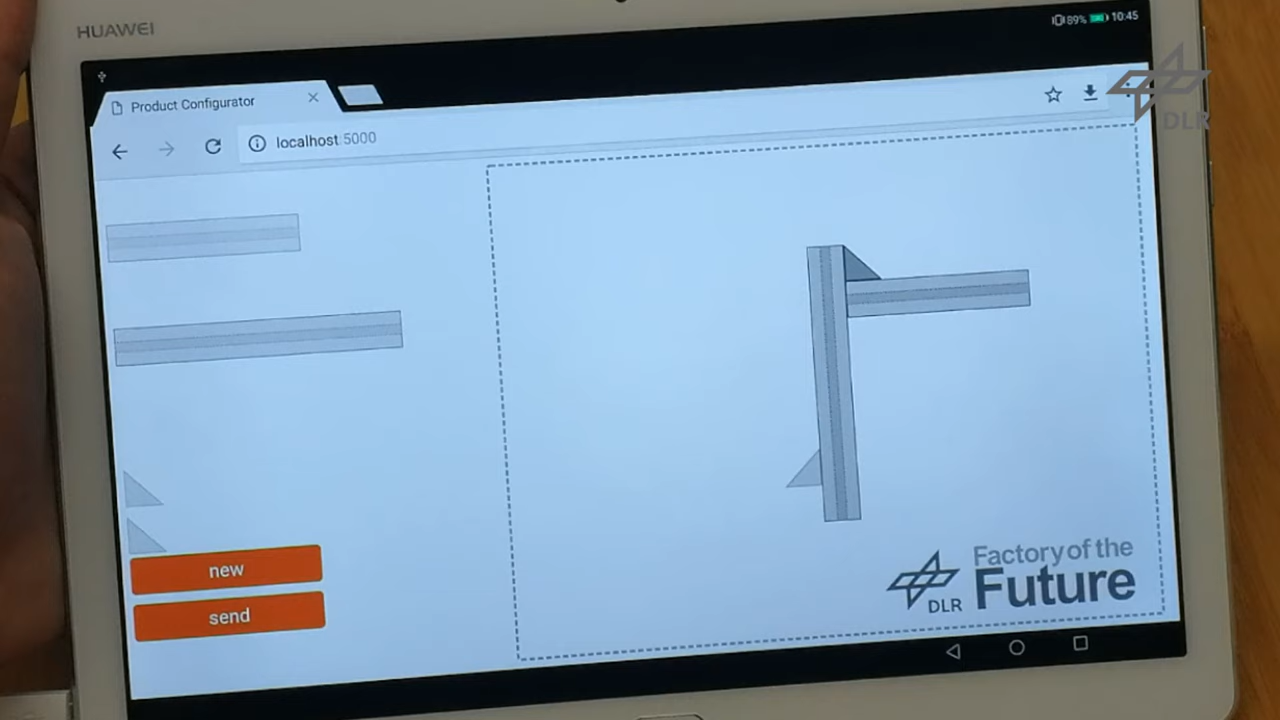 HUAWEI
89% 10:45
Product Configurator
localhost:5000
DLR
new
send
Factory of the
Future
DLR